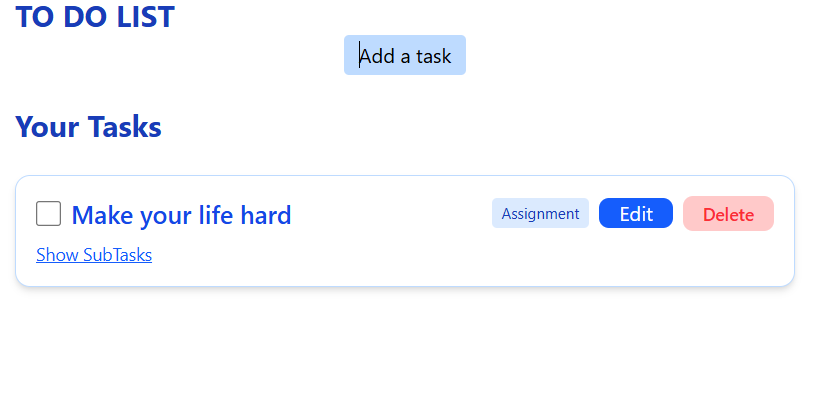 TO DO LIST
Add a task
Your Tasks
Make your life hard Assignment Edit Delete
Show SubTasks